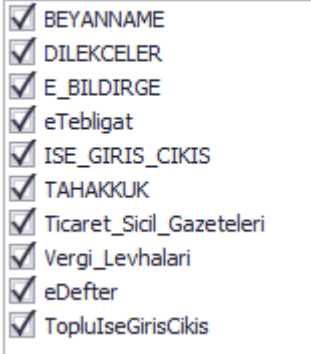 BEYANNAME
DILEKCELER
E_BILDIRGE
eTebligat
ISE_GIRIS_CIKIS
TAHAKKUK
Ticaret_Sicil_Gazeteleri
Vergi_Levhalari
eDefter
TopluIseGirisCikis